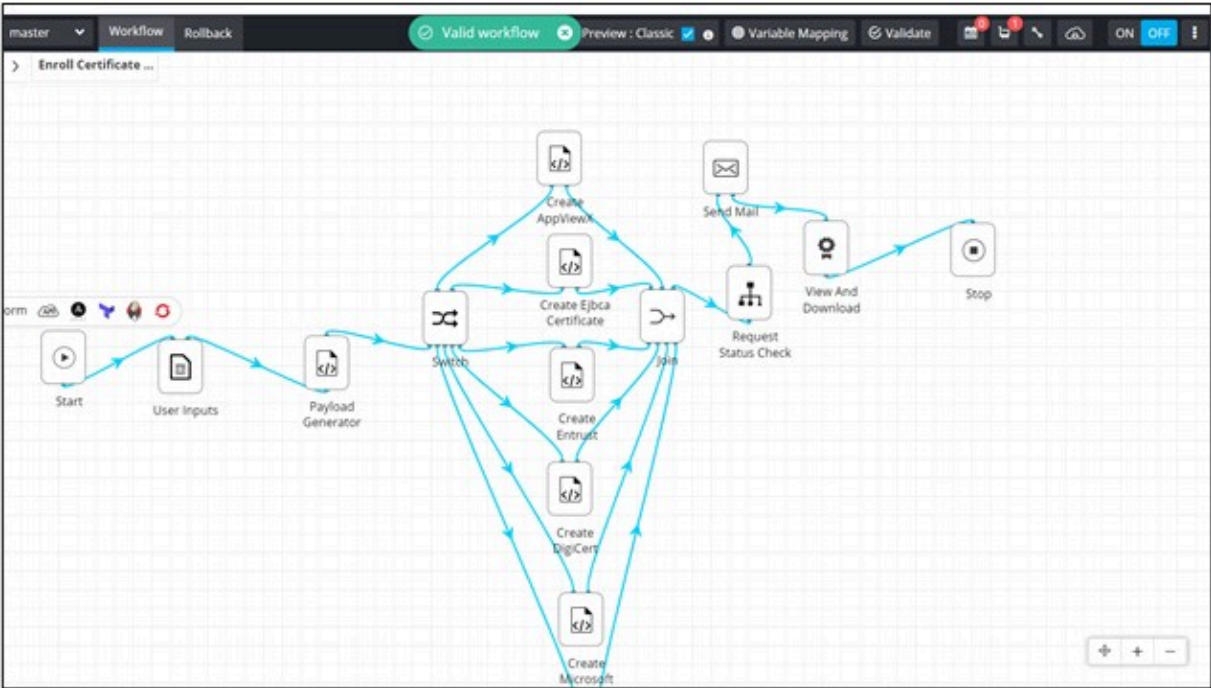 master
Workflow
Rollback
Valid workflow
Preview : Classic
Variable Mapping
Validate
0
1
ON
OFF
Enroll Certificate ...
Create
AppViewX
Send Mail
Create Ejbca
Certificate
View And
Download
Stop
orm
Request
Status Check
Switch
Join
Start
User Inputs
Payload
Generator
Create
Entrust
Create
DigiCert
Create
Microsoft